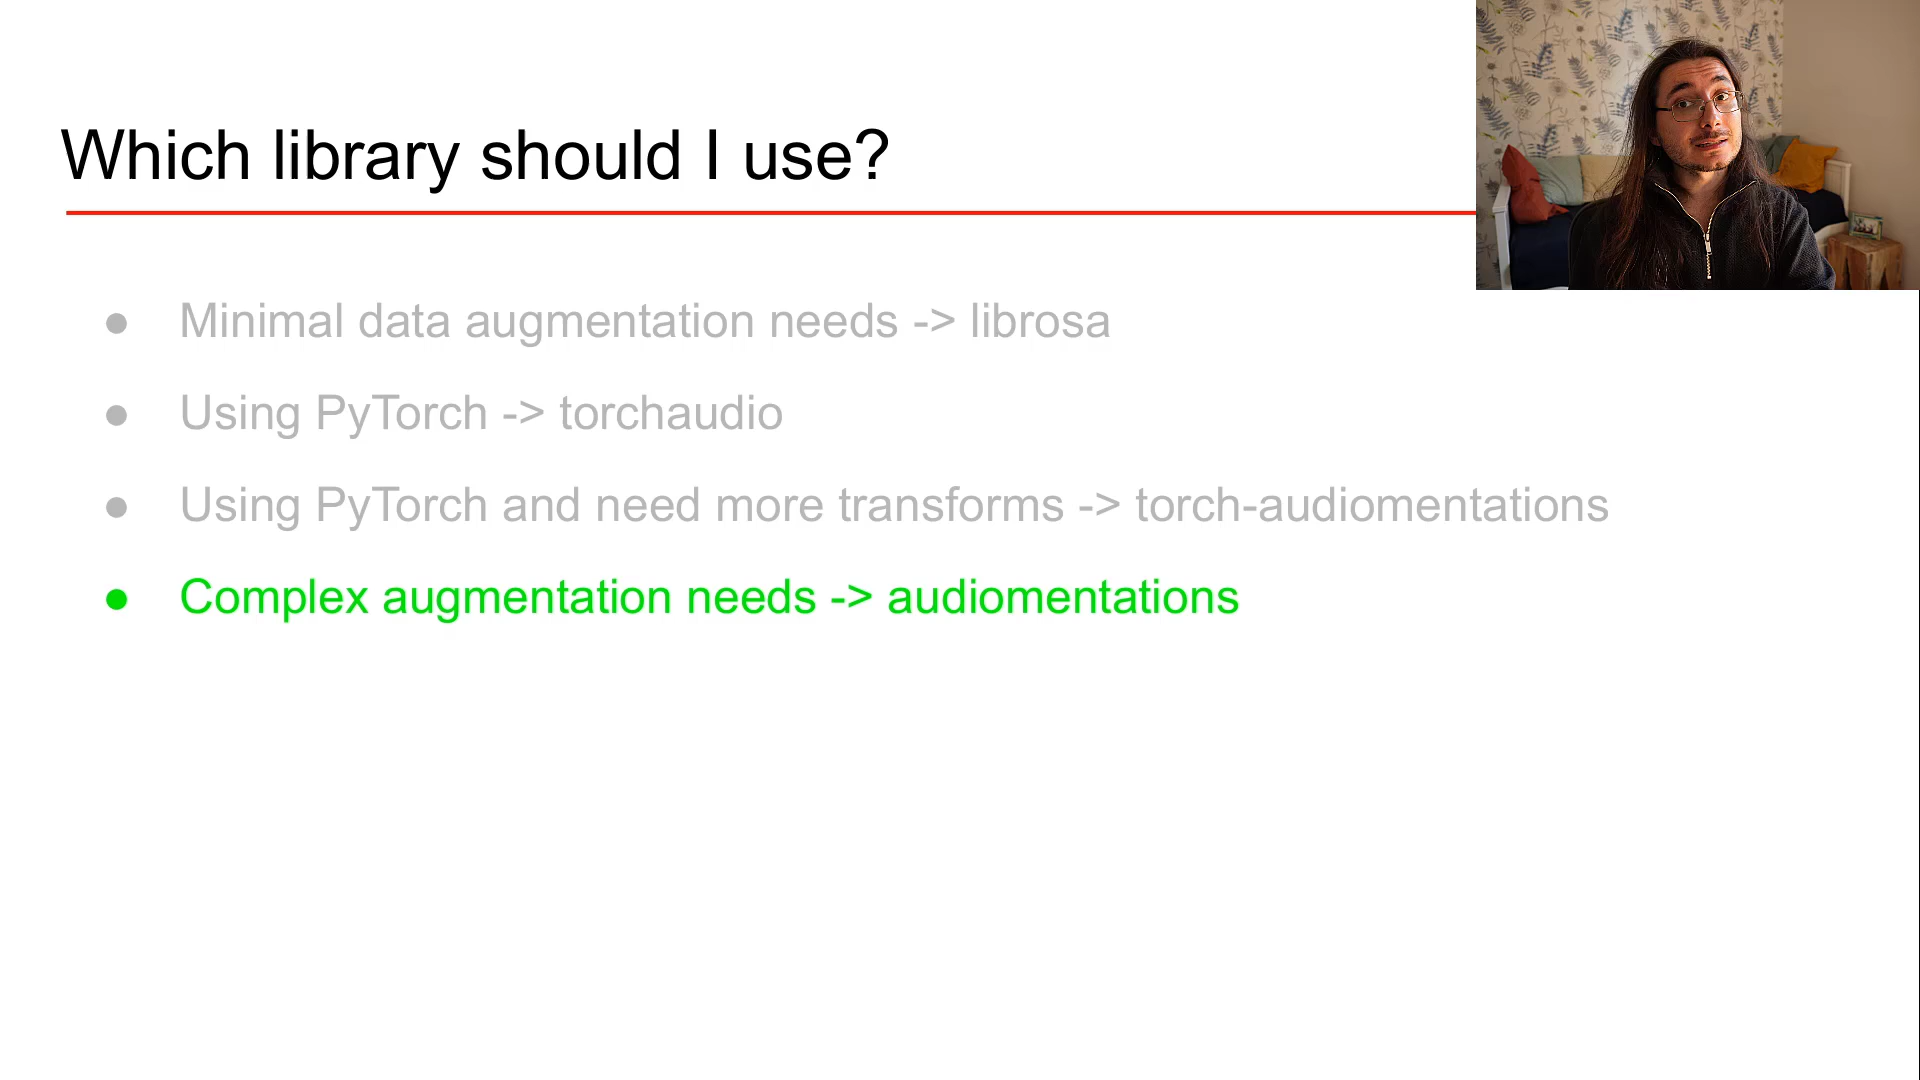 Which library should I use?
● Minimal data augmentation needs -> librosa
● Using PyTorch -> torchaudio
● Using PyTorch and need more transforms -> torch-audiomentations
● Complex augmentation needs -> audiomentations